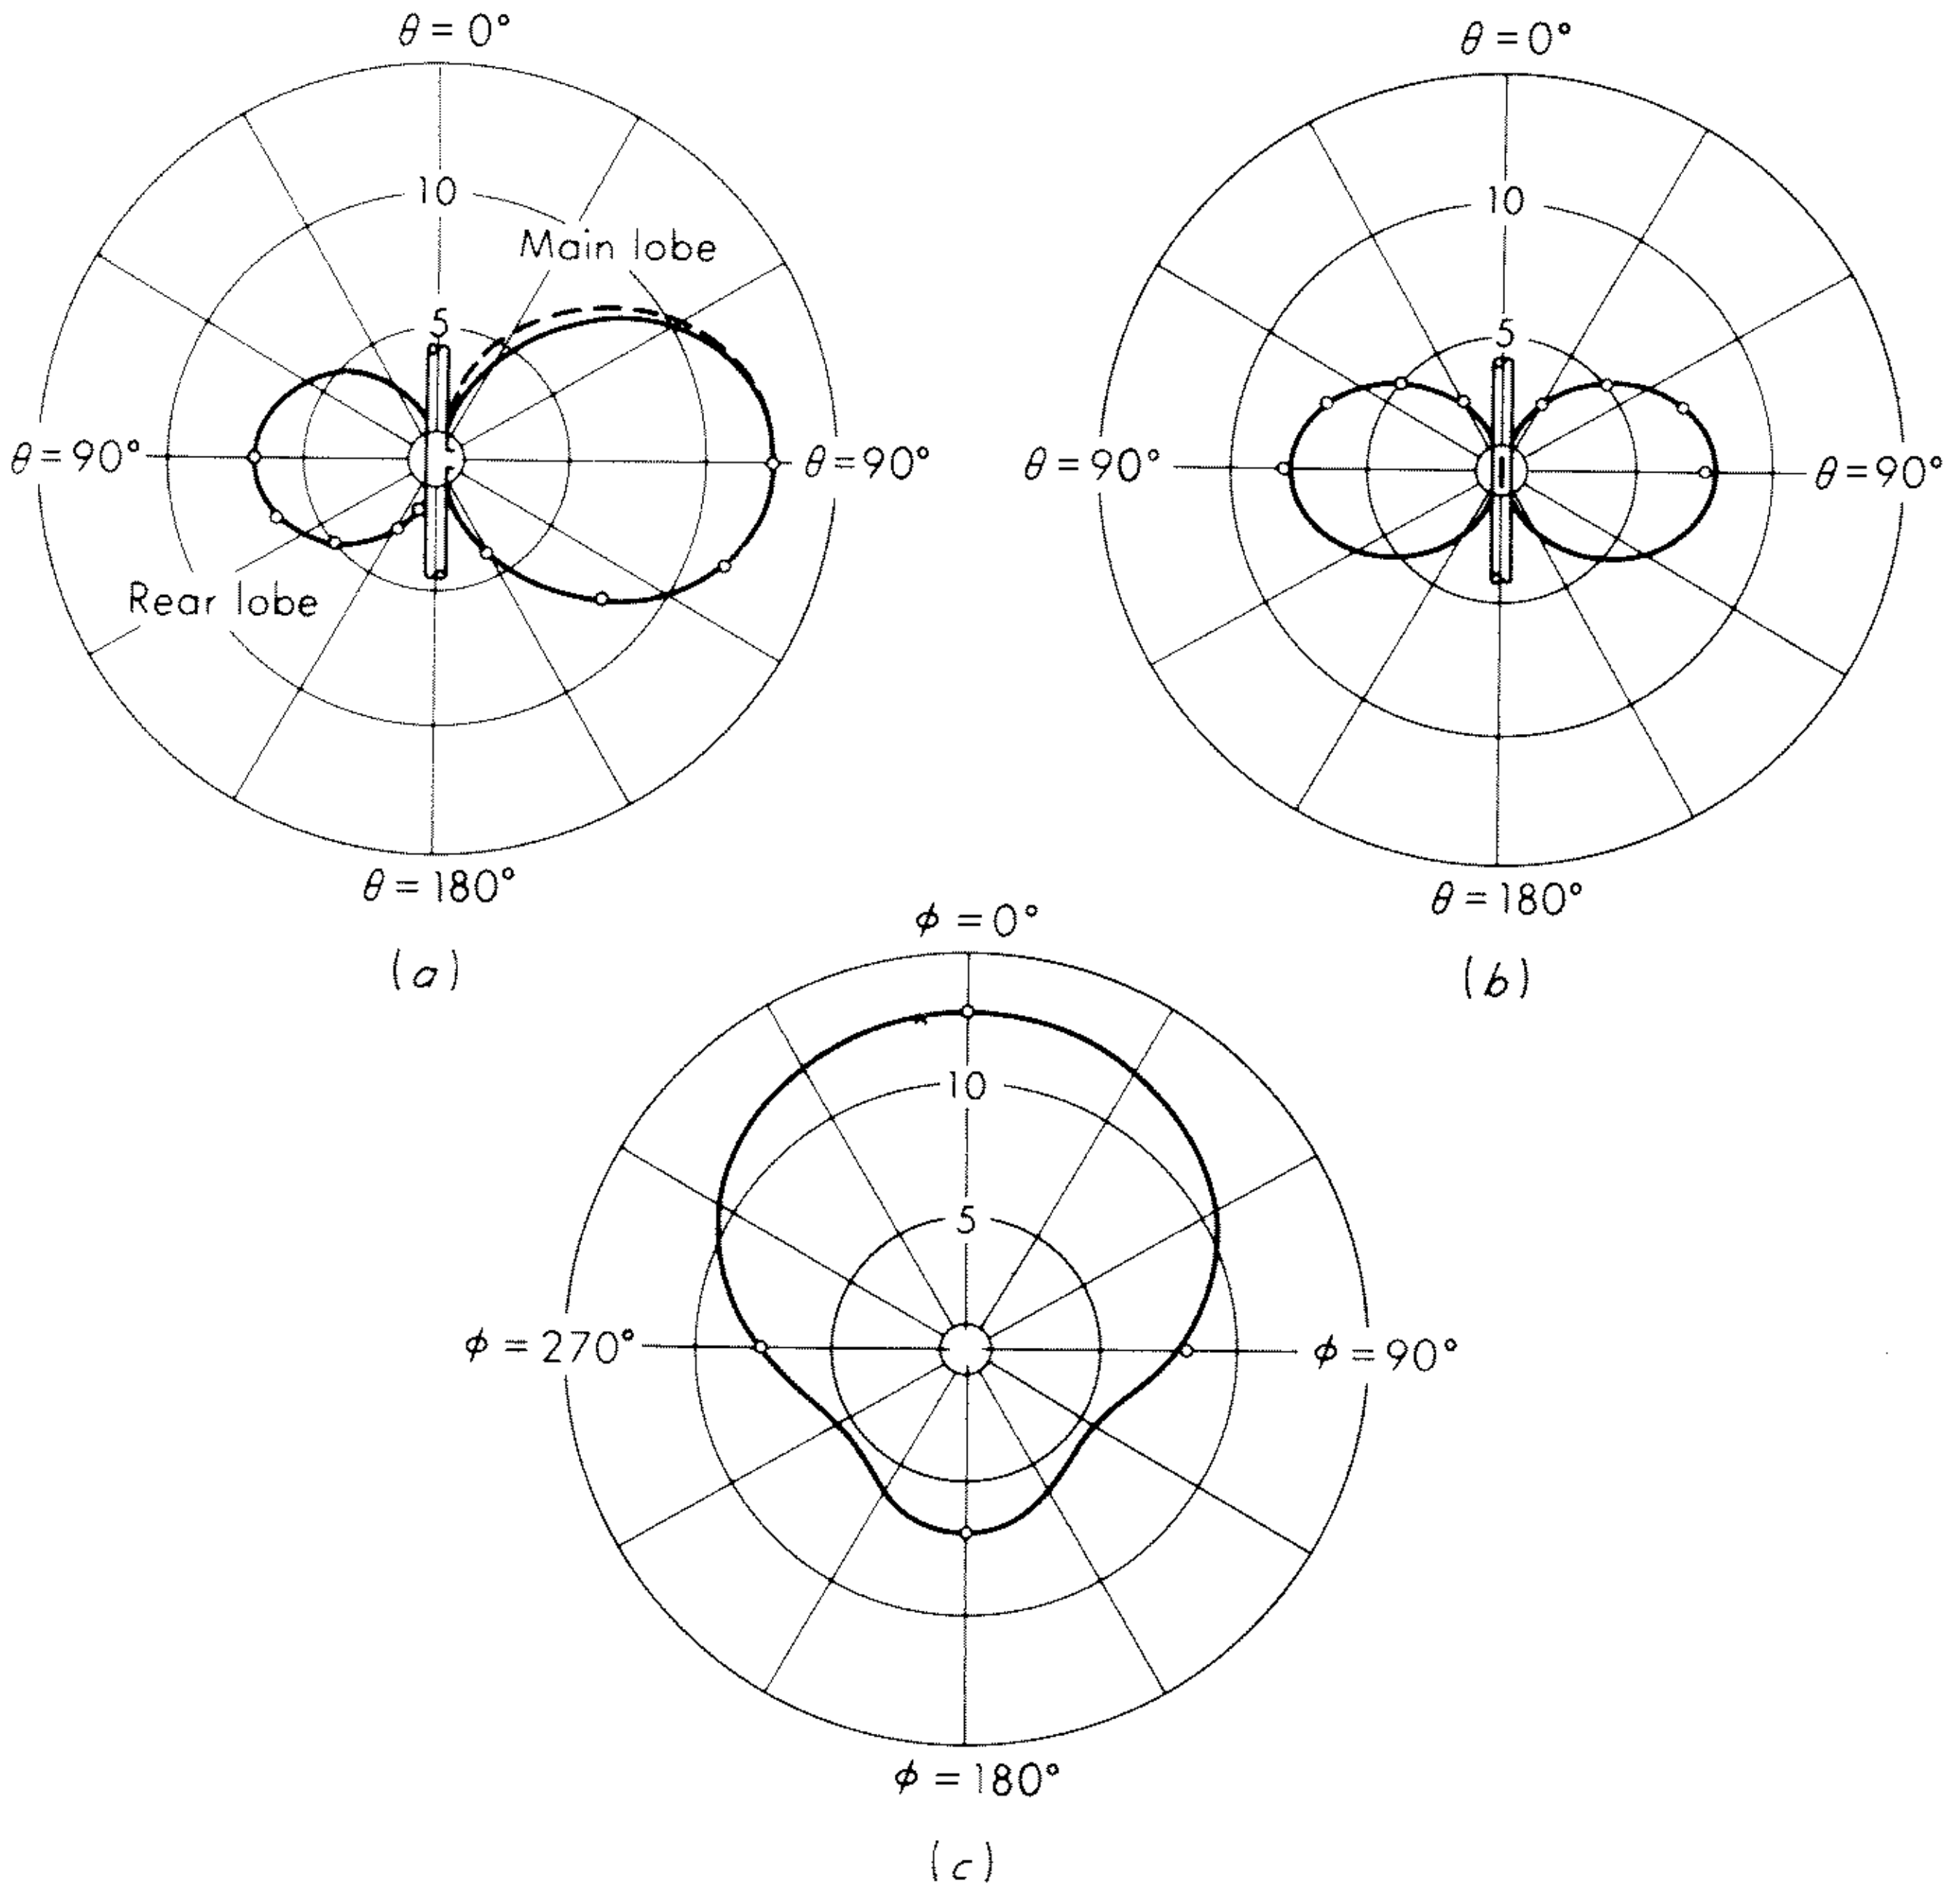 θ = 0°
10
Main lobe
5
θ = 90°
θ = 90°
Rear lobe
θ = 180°
(a)
θ = 0°
10
5
θ = 90°
θ = 90°
θ = 180°
(b)
ϕ = 0°
10
5
ϕ = 270°
ϕ = 90°
ϕ = 180°
(c)